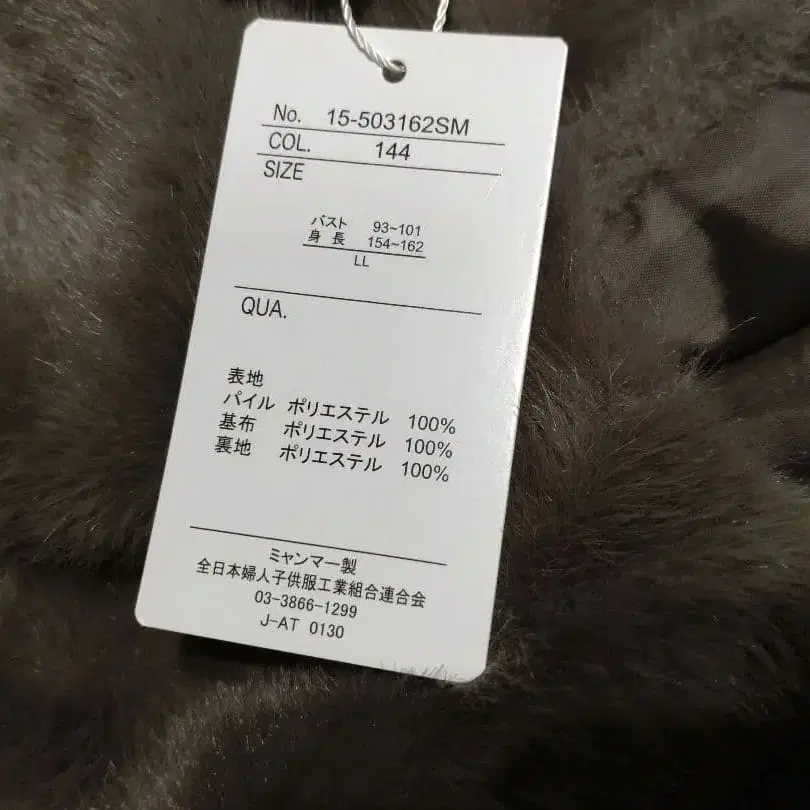 No. 15-503162SM
COL. 144
SIZE
バスト 93~101
身長 154~162
LL
QUA.
表地
パイル ポリエステル 100%
基布 ポリエステル 100%
裏地 ポリエステル 100%
ミャンマー製
全日本婦人子供服工業組合連合会
03-3866-1299
J-AT 0130